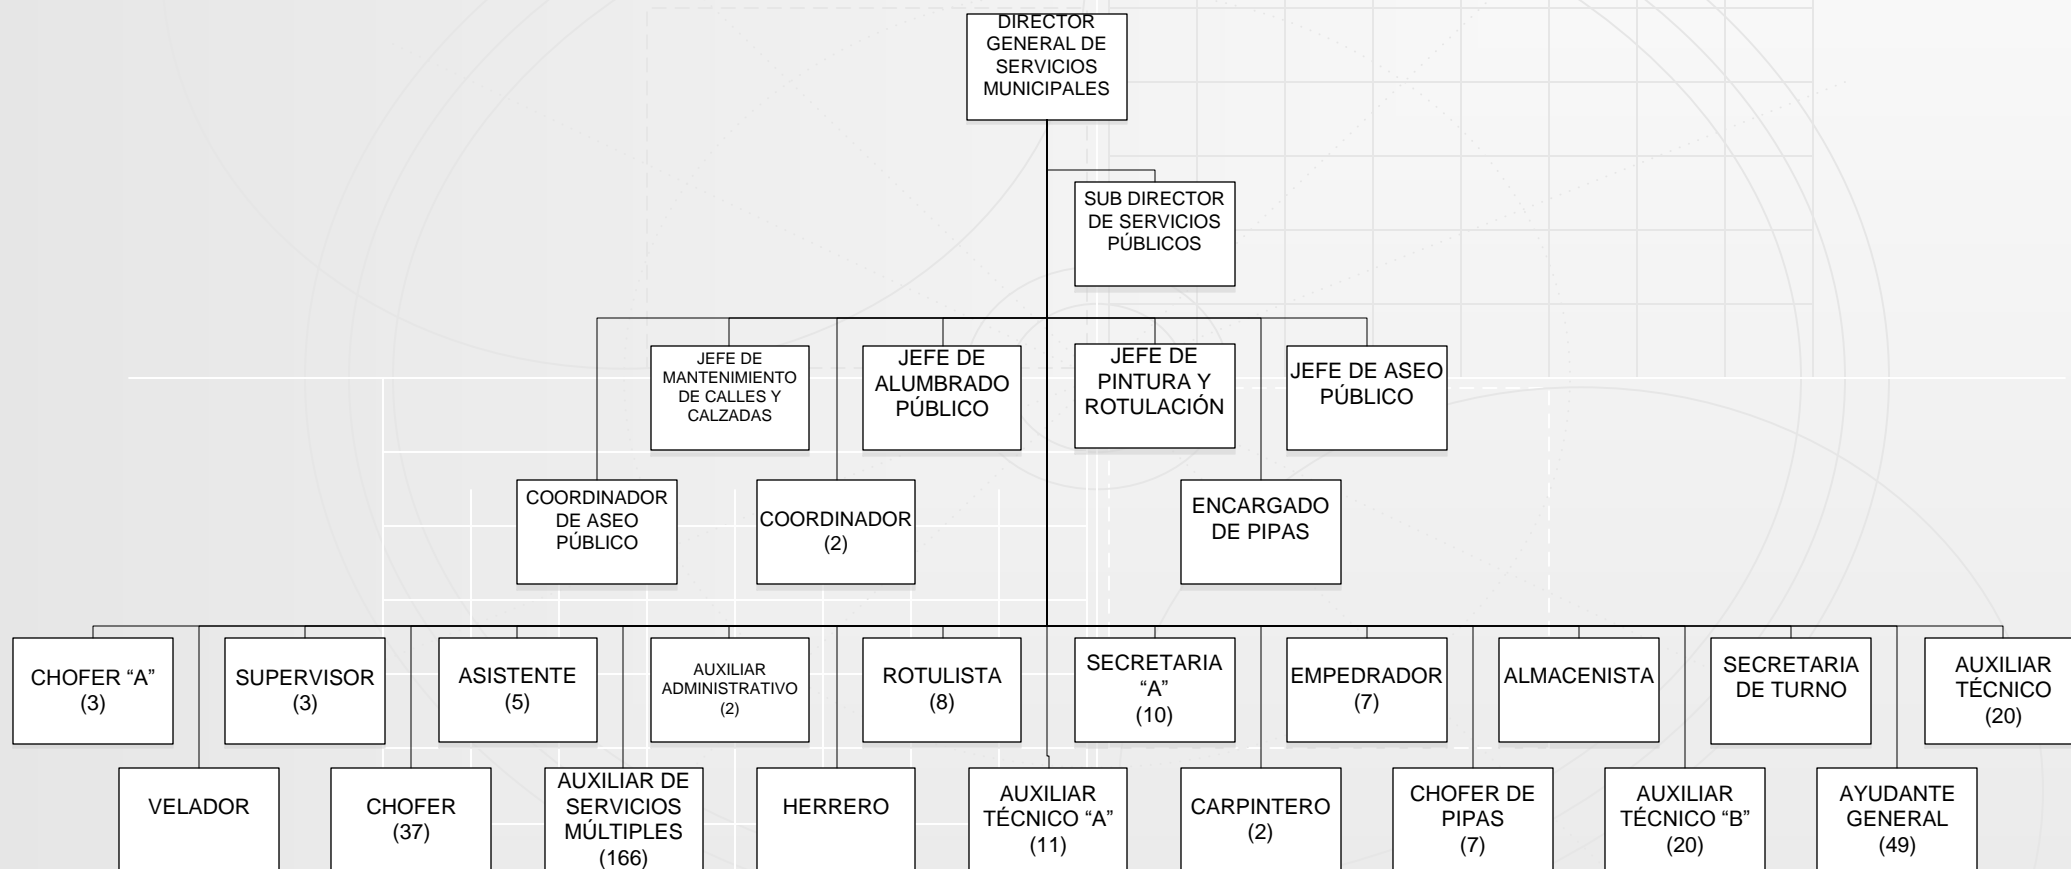 DIRECTOR
GENERAL DE
SERVICIOS
MUNICIPALES
SUB DIRECTOR
DE SERVICIOS
PÚBLICOS
JEFE DE
MANTENIMIENTO
DE CALLES Y
CALZADAS
JEFE DE
ALUMBRADO
PÚBLICO
JEFE DE
PINTURA Y
ROTULACIÓN
JEFE DE ASEO
PÚBLICO
COORDINADOR
DE ASEO
PÚBLICO
COORDINADOR
(2)
ENCARGADO
DE PIPAS
CHOFER “A”
(3)
SUPERVISOR
(3)
ASISTENTE
(5)
AUXILIAR
ADMINISTRATIVO
(2)
ROTULISTA
(8)
SECRETARIA
“A”
(10)
EMPEDRADOR
(7)
ALMACENISTA
SECRETARIA
DE TURNO
AUXILIAR
TÉCNICO
(20)
VELADOR
CHOFER
(37)
AUXILIAR DE
SERVICIOS
MÚLTIPLES
(166)
HERRERO
AUXILIAR
TÉCNICO “A”
(11)
CARPINTERO
(2)
CHOFER DE
PIPAS
(7)
AUXILIAR
TÉCNICO “B”
(20)
AYUDANTE
GENERAL
(49)